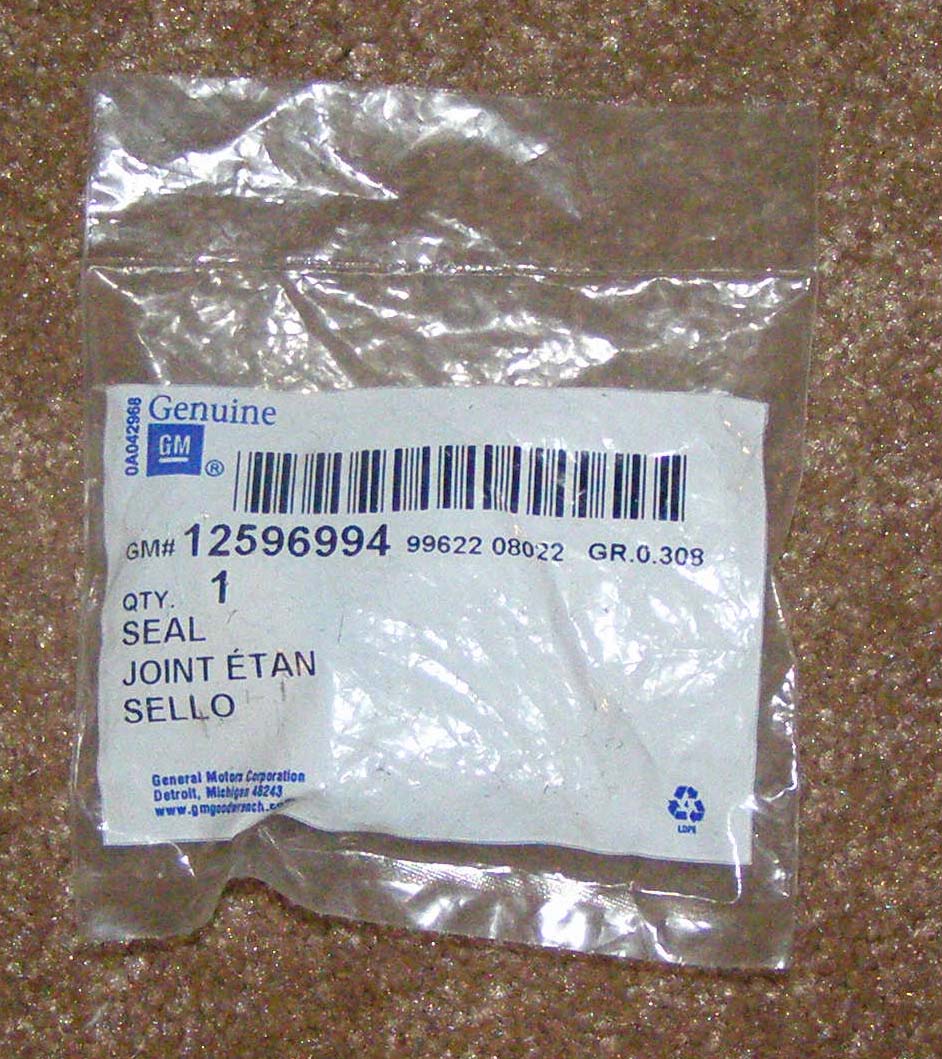 0A042968
Genuine
GM
®
GM# 12596994 99622 08022 GR.0.308
QTY. 1
SEAL
JOINT ÉTAN
SELLO
General Motors Corporation
Detroit, Michigan 48243
4
LDPE